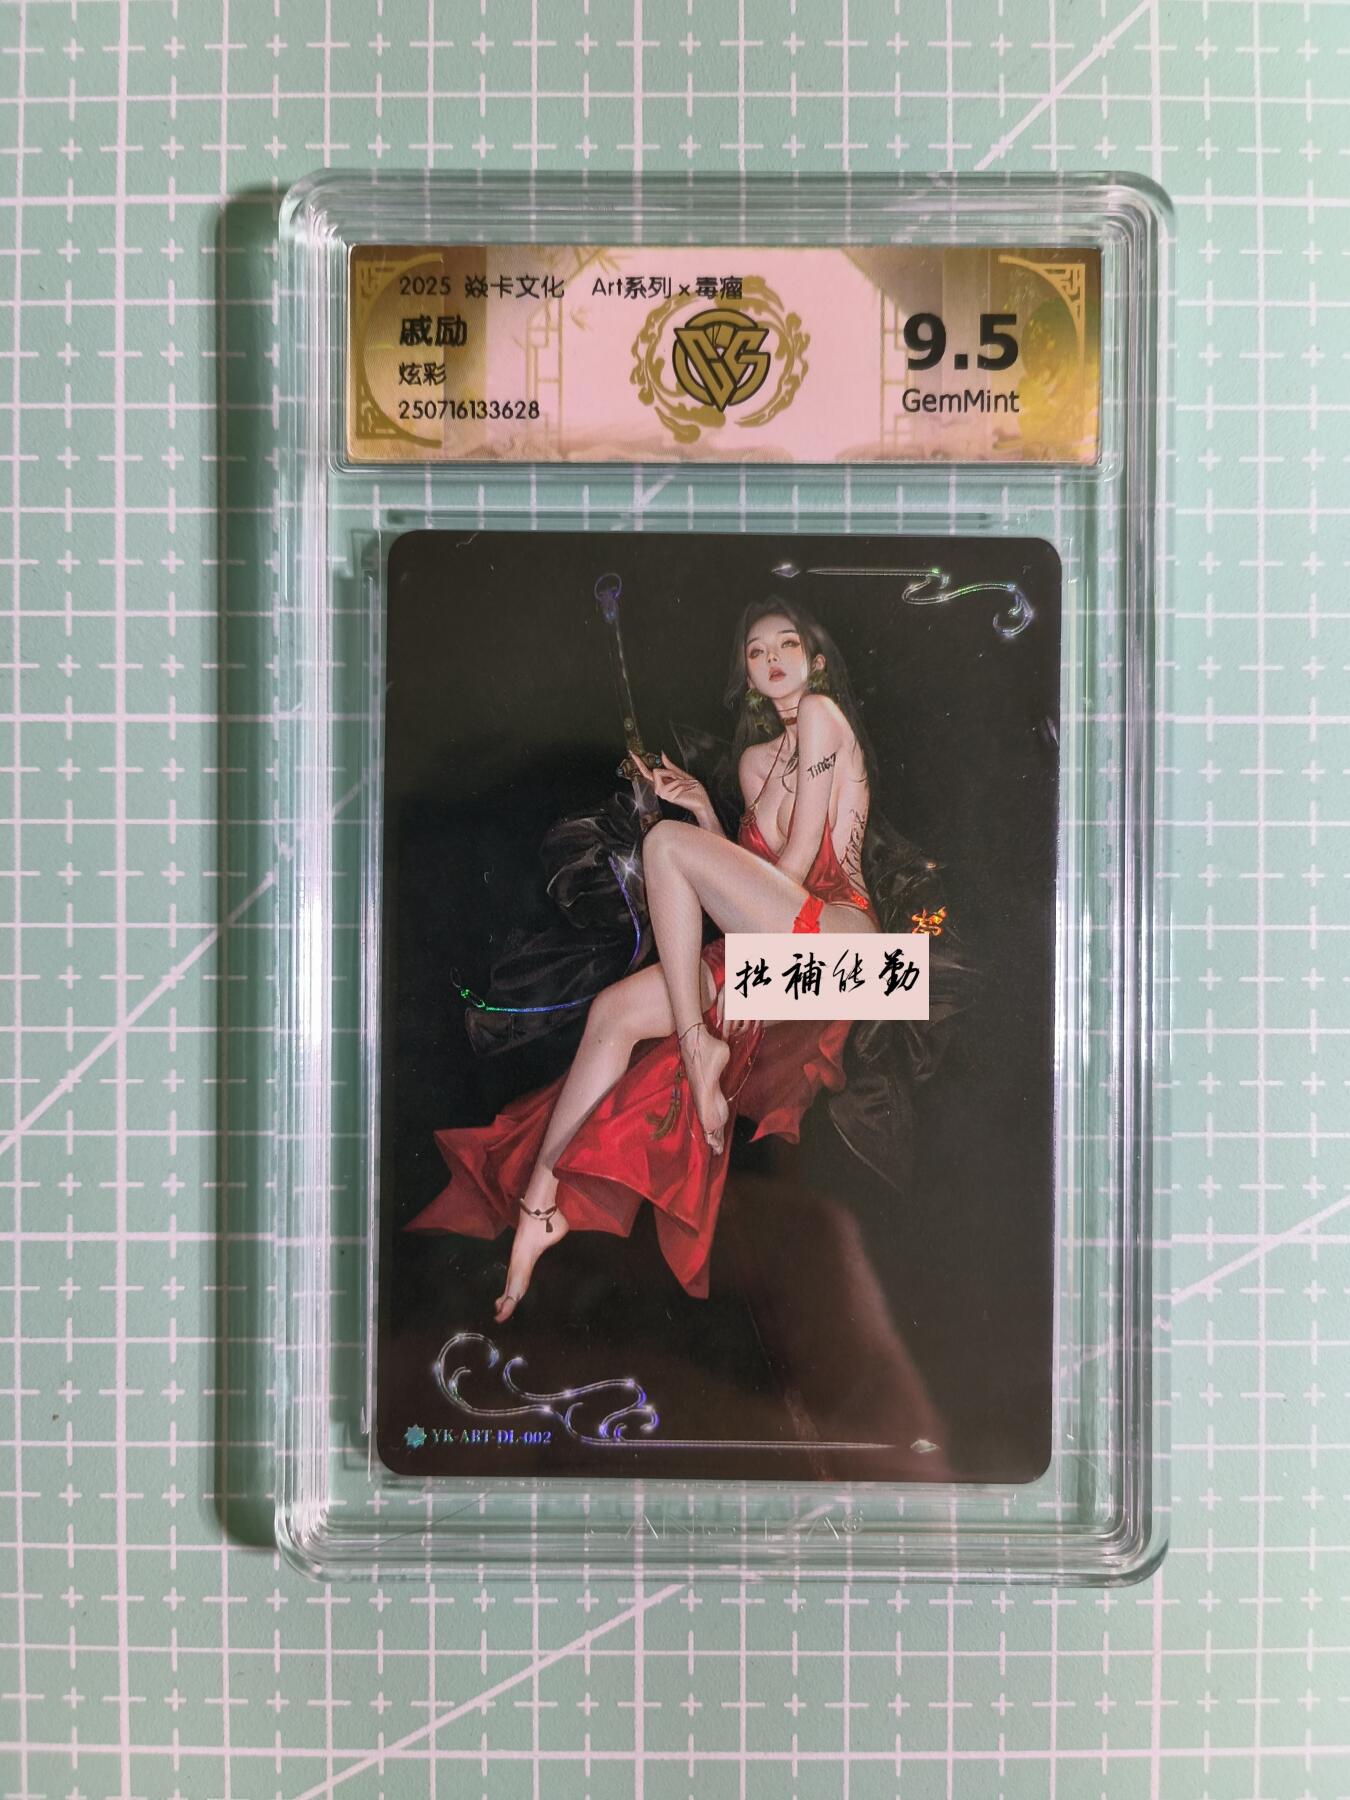 2025 焱卡文化 Art系列×毒瘤
戚励
炫彩
250716133628
CS
9.5
GemMint
拙補能勤
YK-ART-DL-002